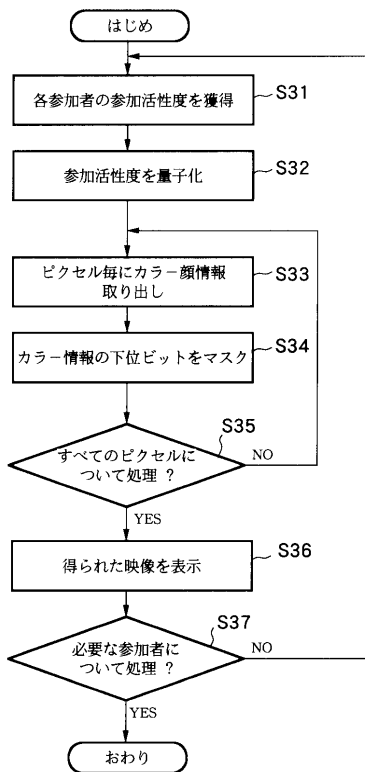 はじめ
各参加者の参加活性度を獲得
S31
参加活性度を量子化
S32
ピクセル毎にカラー顔情報
取り出し
S33
カラー情報の下位ビットをマスク
S34
すべてのピクセルに
ついて処理 ?
S35
NO
YES
得られた映像を表示
S36
必要な参加者に
ついて処理 ?
S37
NO
YES
おわり